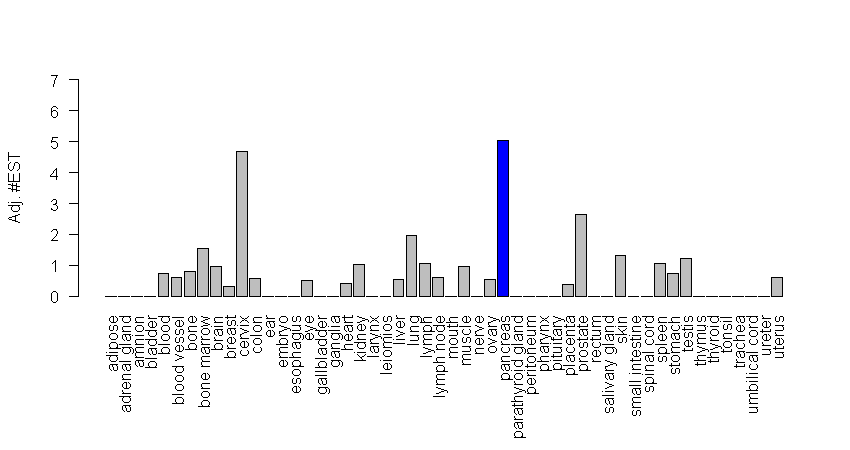 7
6
5
4
3
2
1
0
Adj. #EST
adipose
adrenal gland
amnion
bladder
blood
blood vessel
bone
bone marrow
brain
breast
cervix
colon
ear
embryo
esophagus
eye
gallbladder
ganglia
heart
kidney
larynx
leiomios
liver
lung
lymph
lymph node
mouth
muscle
nerve
ovary
pancreas
parathyroid gland
peritoneum
pharynx
pituitary
placenta
prostate
rectum
salivary gland
skin
small intestine
spinal cord
spleen
stomach
testis
thymus
thyroid
tonsil
trachea
umbilical cord
ureter
uterus